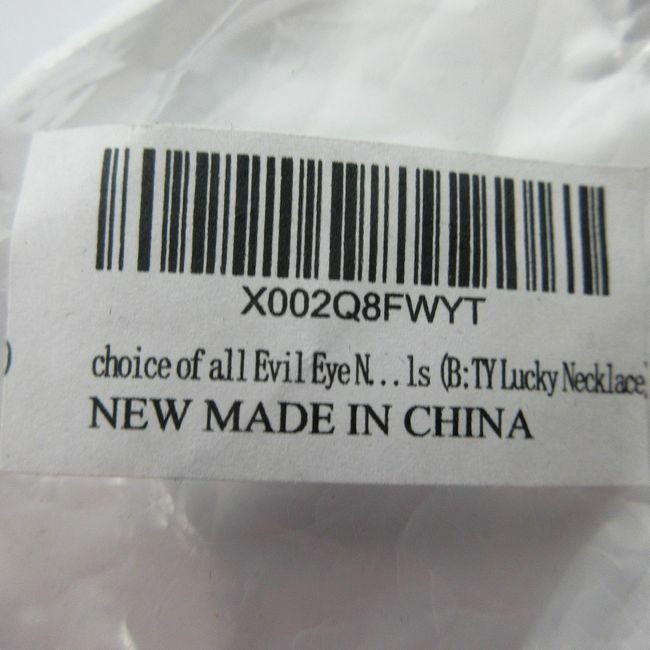 X002Q8FWYT
)
choice of all Evil Eye N...ls (B:TY Lucky Necklace)
NEW MADE IN CHINA